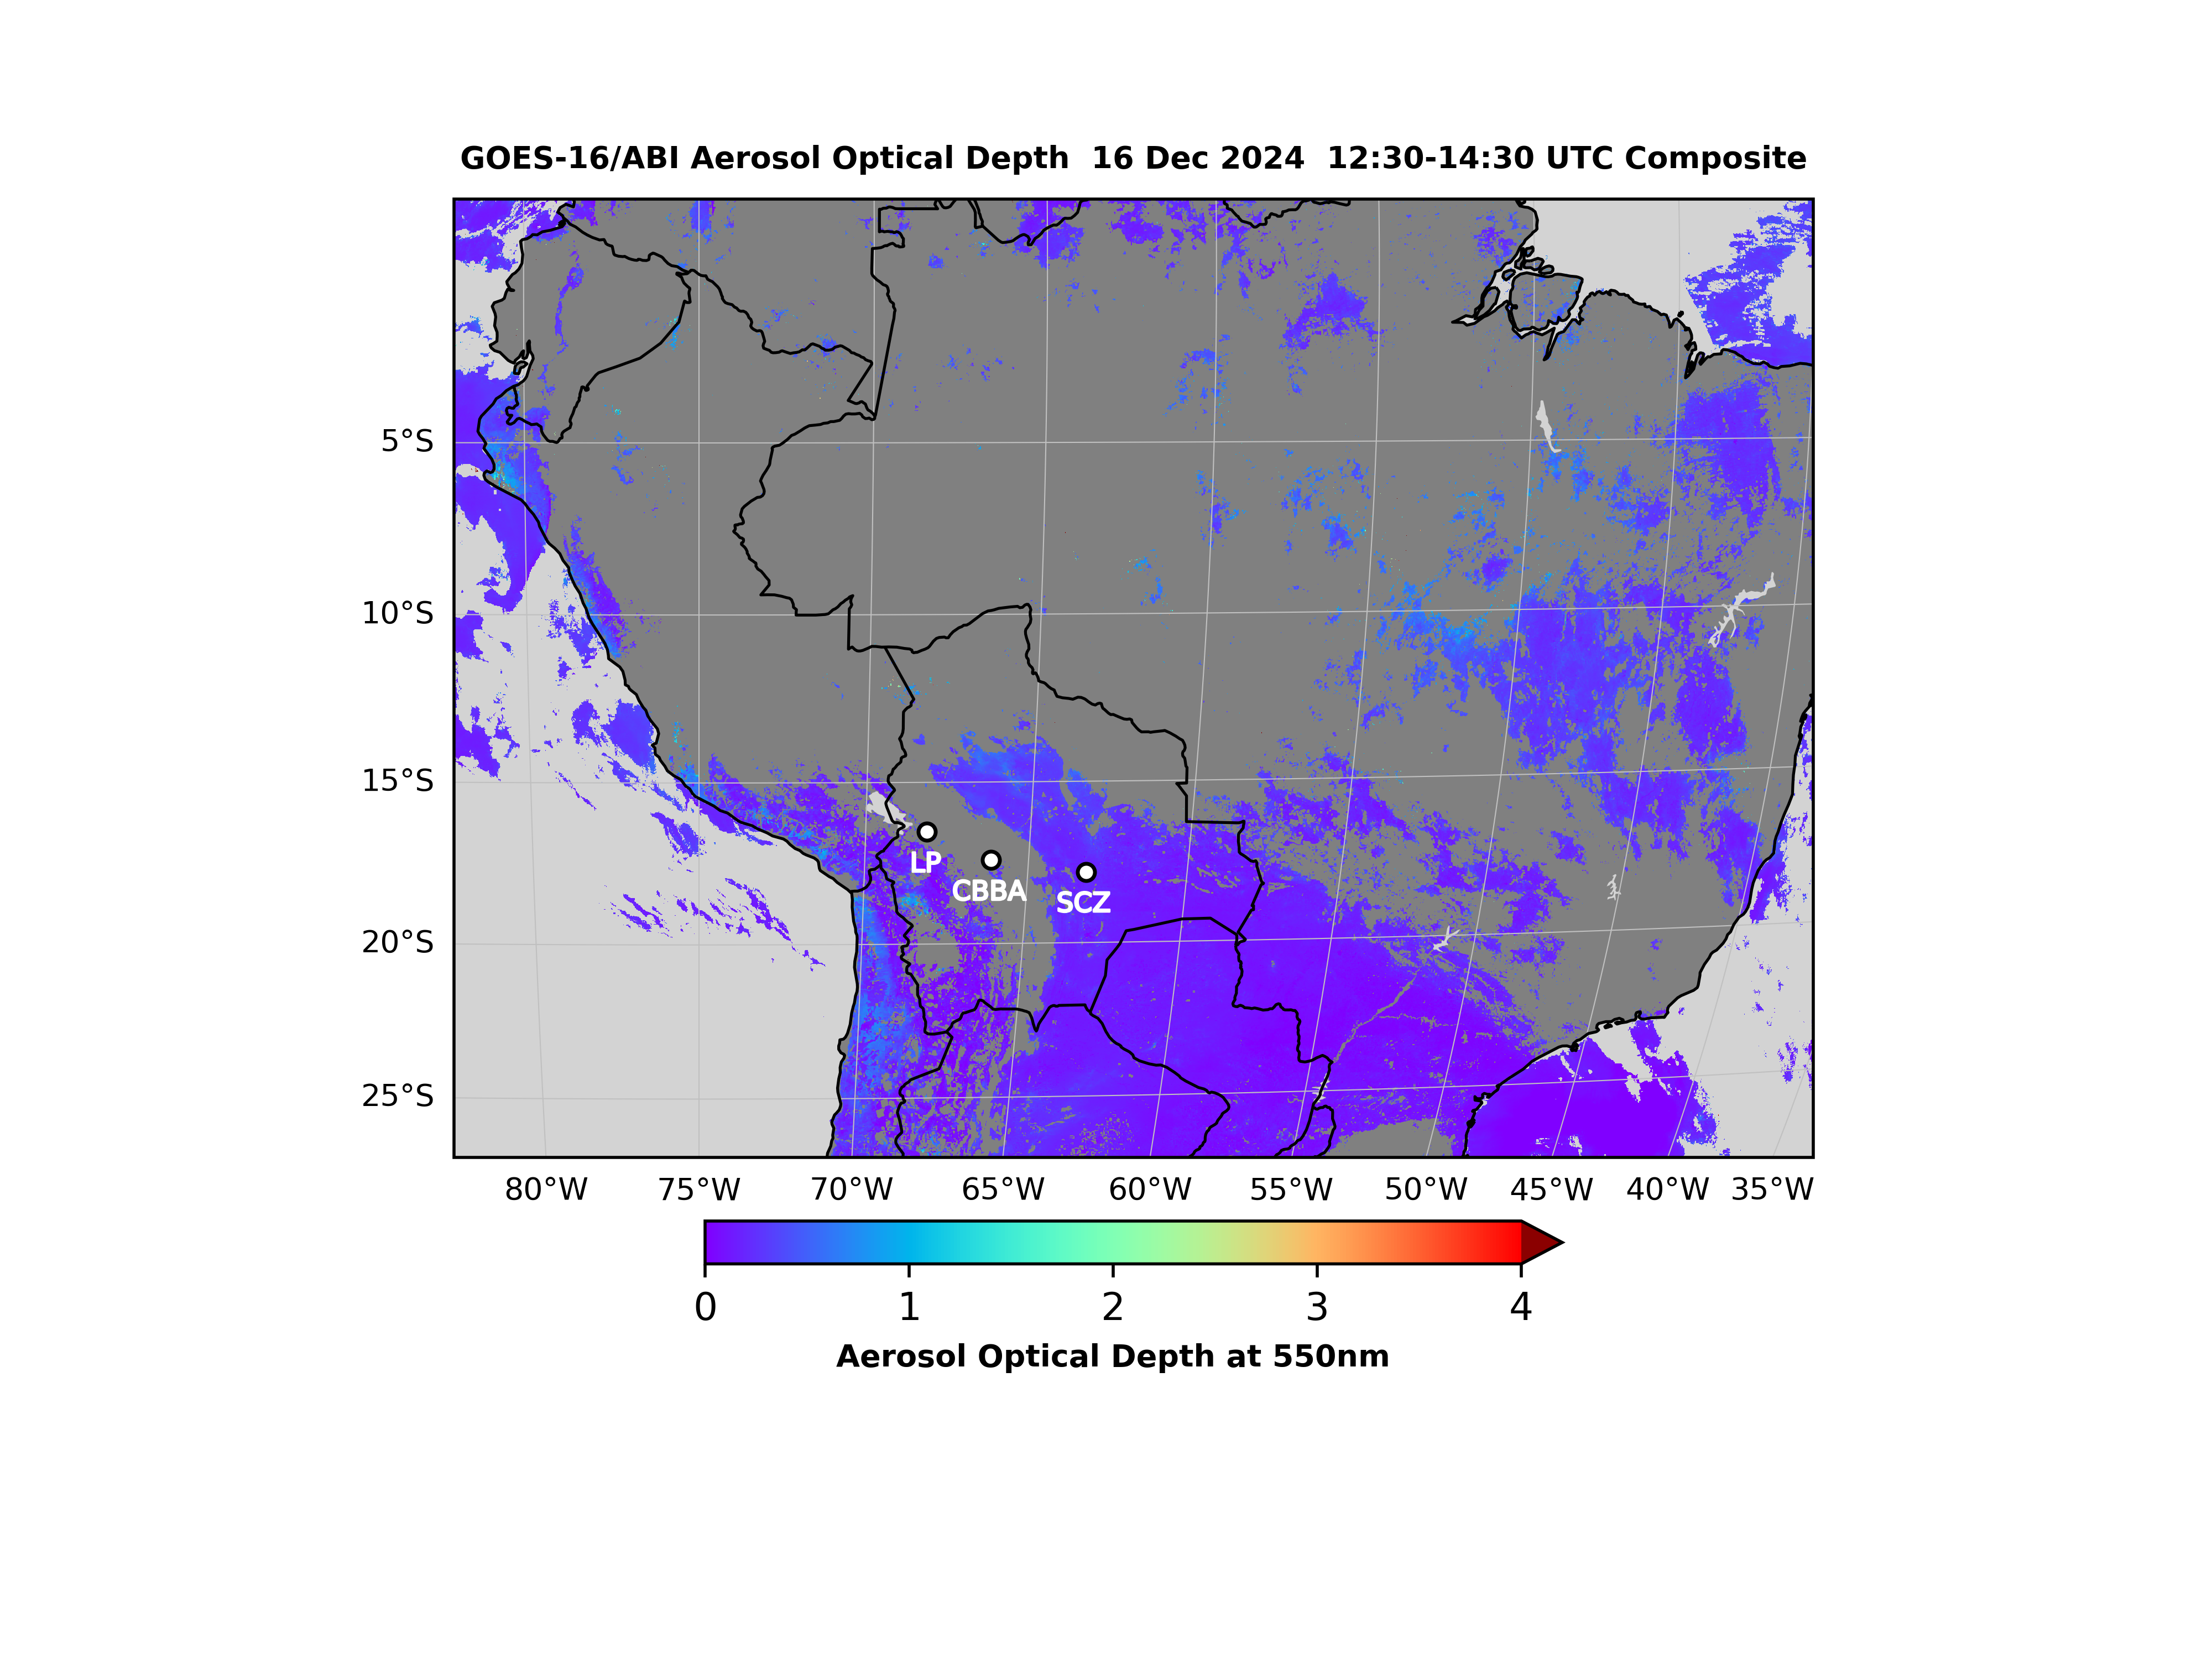 GOES-16/ABI Aerosol Optical Depth  16 Dec 2024  12:30-14:30 UTC Composite
5°S
10°S
15°S
20°S
25°S
LP
CBBA
SCZ
80°W 75°W 70°W 65°W 60°W 55°W 50°W 45°W 40°W 35°W
0 1 2 3 4
Aerosol Optical Depth at 550nm